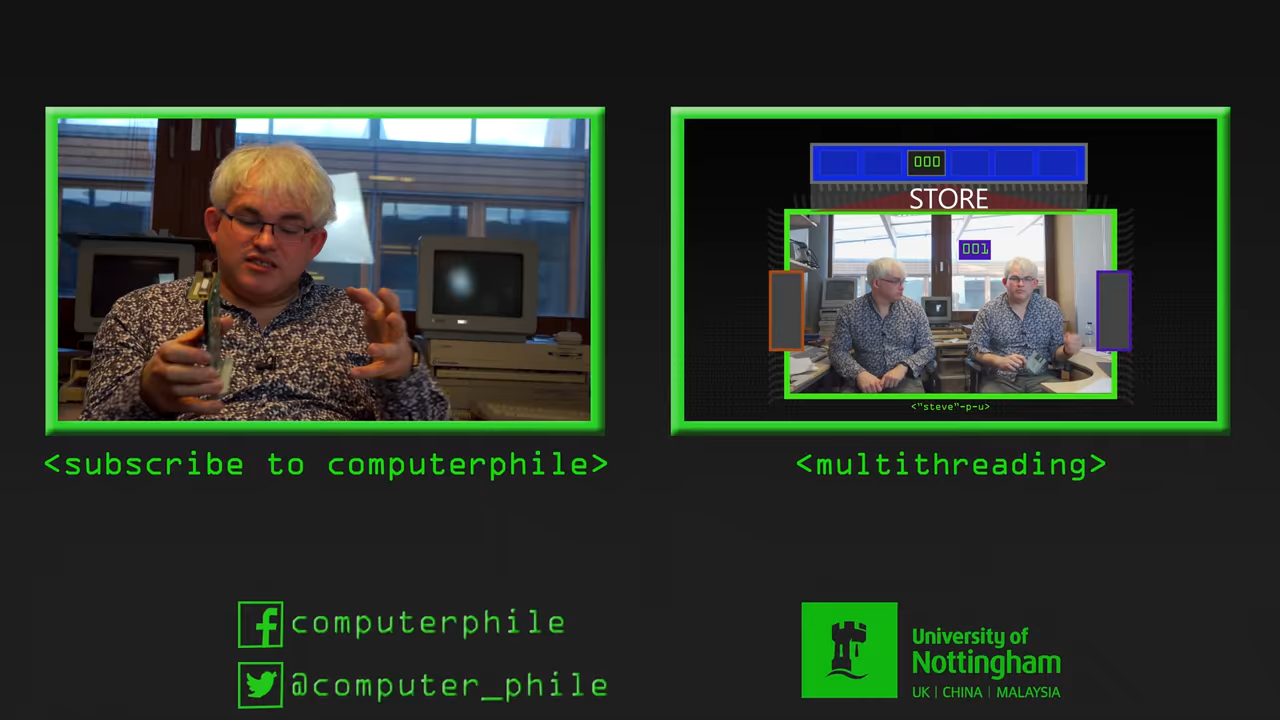 000
STORE
001
<"steve"-p-u>
<subscribe to computerphile>
<multithreading>
computerphile
@computer_phile
University of
Nottingham
UK | CHINA | MALAYSIA